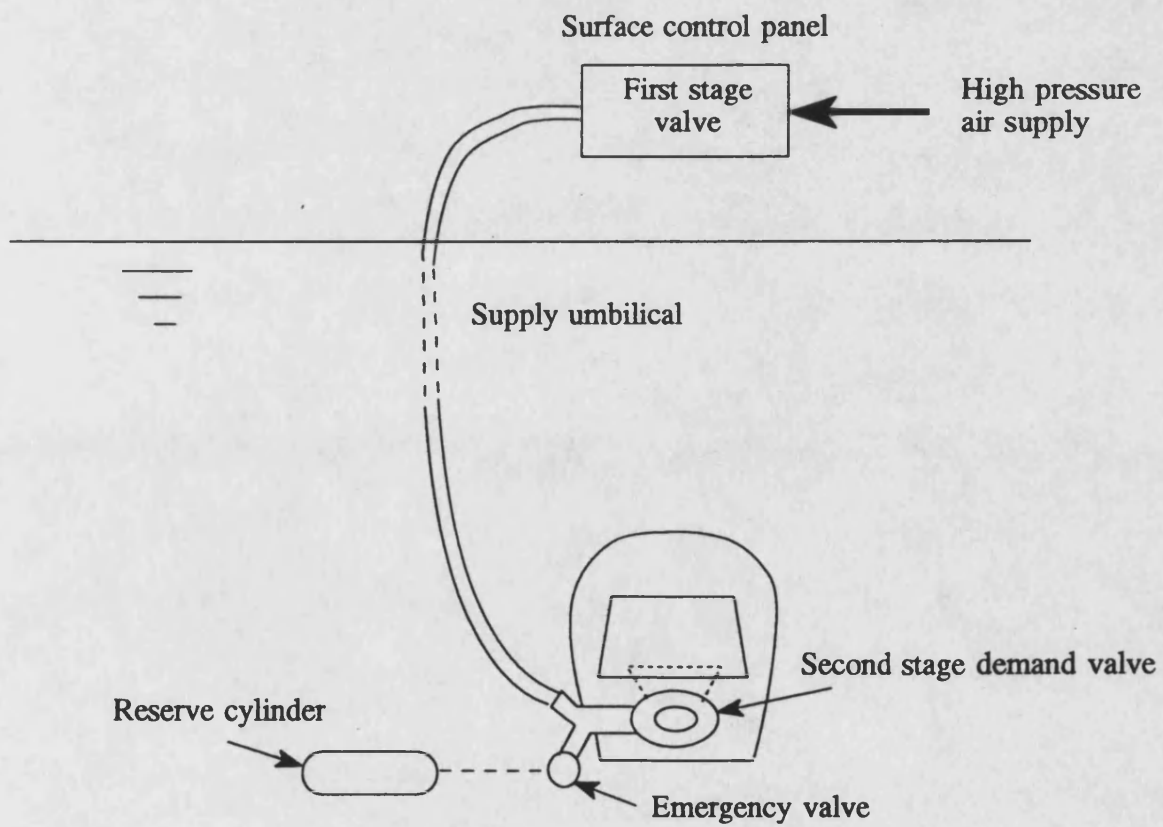 Surface control panel
First stage
valve
High pressure
air supply
Supply umbilical
Second stage demand valve
Reserve cylinder
Emergency valve